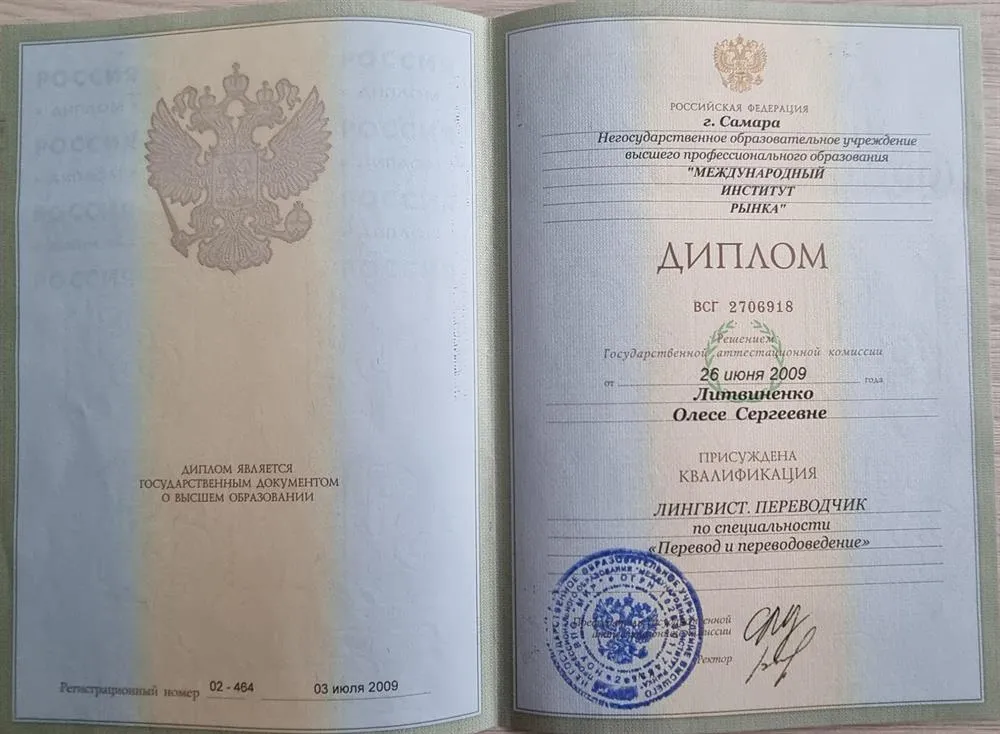 ДИПЛОМ ЯВЛЯЕТСЯ
ГОСУДАРСТВЕННЫМ ДОКУМЕНТОМ
О ВЫСШЕМ ОБРАЗОВАНИИ
Регистрационный номер 02 - 464 03 июля 2009
РОССИЙСКАЯ ФЕДЕРАЦИЯ
г. Самара
Негосударственное образовательное учреждение
высшего профессионального образования
"МЕЖДУНАРОДНЫЙ
ИНСТИТУТ
РЫНКА"
ДИПЛОМ
ВСГ 2706918
Решением
Государственной аттестационной комиссии
от 26 июня 2009 года
Литвиненко
Олесе Сергеевне
ПРИСУЖДЕНА
КВАЛИФИКАЦИЯ
ЛИНГВИСТ. ПЕРЕВОДЧИК
по специальности
«Перевод и переводоведение»
Ректор